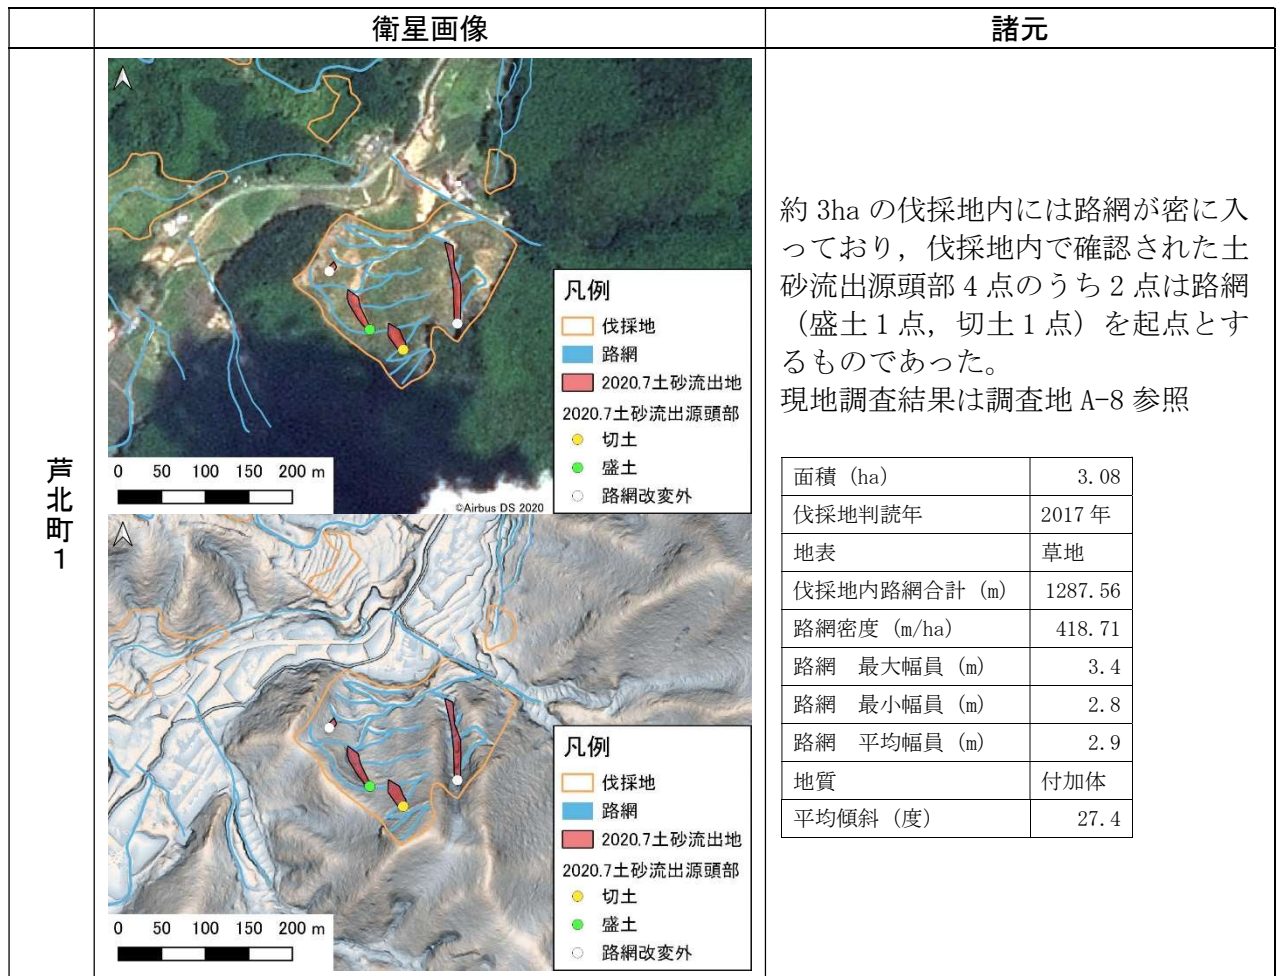 衛星画像
諸元
芦北町1
凡例
伐採地
路網
2020.7土砂流出地
2020.7土砂流出源頭部
切土
盛土
路網改変外
0 50 100 150 200 m
©Airbus DS 2020
凡例
伐採地
路網
2020.7土砂流出地
2020.7土砂流出源頭部
切土
盛土
路網改変外
0 50 100 150 200 m
約 3ha の伐採地内には路網が密に入
っており，伐採地内で確認された土
砂流出源頭部 4 点のうち 2 点は路網
（盛土 1 点，切土 1 点）を起点とす
るものであった。
現地調査結果は調査地 A-8 参照
面積（ha） 3.08
伐採地判読年 2017 年
地表 草地
伐採地内路網合計（m） 1287.56
路網密度（m/ha） 418.71
路網　最大幅員（m） 3.4
路網　最小幅員（m） 2.8
路網　平均幅員（m） 2.9
地質 付加体
平均傾斜（度） 27.4